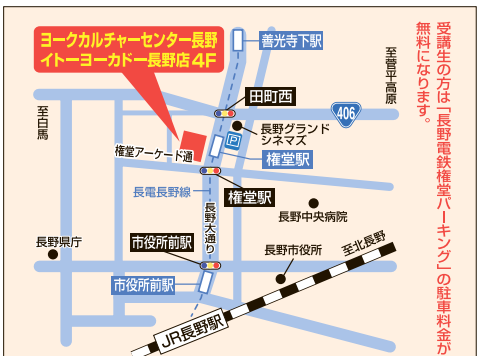 ヨークカルチャーセンター長野
イトーヨーカドー長野店4F
善光寺下駅
至菅平高原
受講生の方は「長野電鉄権堂パーキング」の駐車料金が
無料になります。
至白馬
田町西
406
長野グランド
シネマズ
P
権堂アーケード通
権堂駅
長電長野線
権堂駅
長野大通り
長野中央病院
長野県庁
市役所前駅
長野市役所
至北長野
市役所前駅
JR長野駅